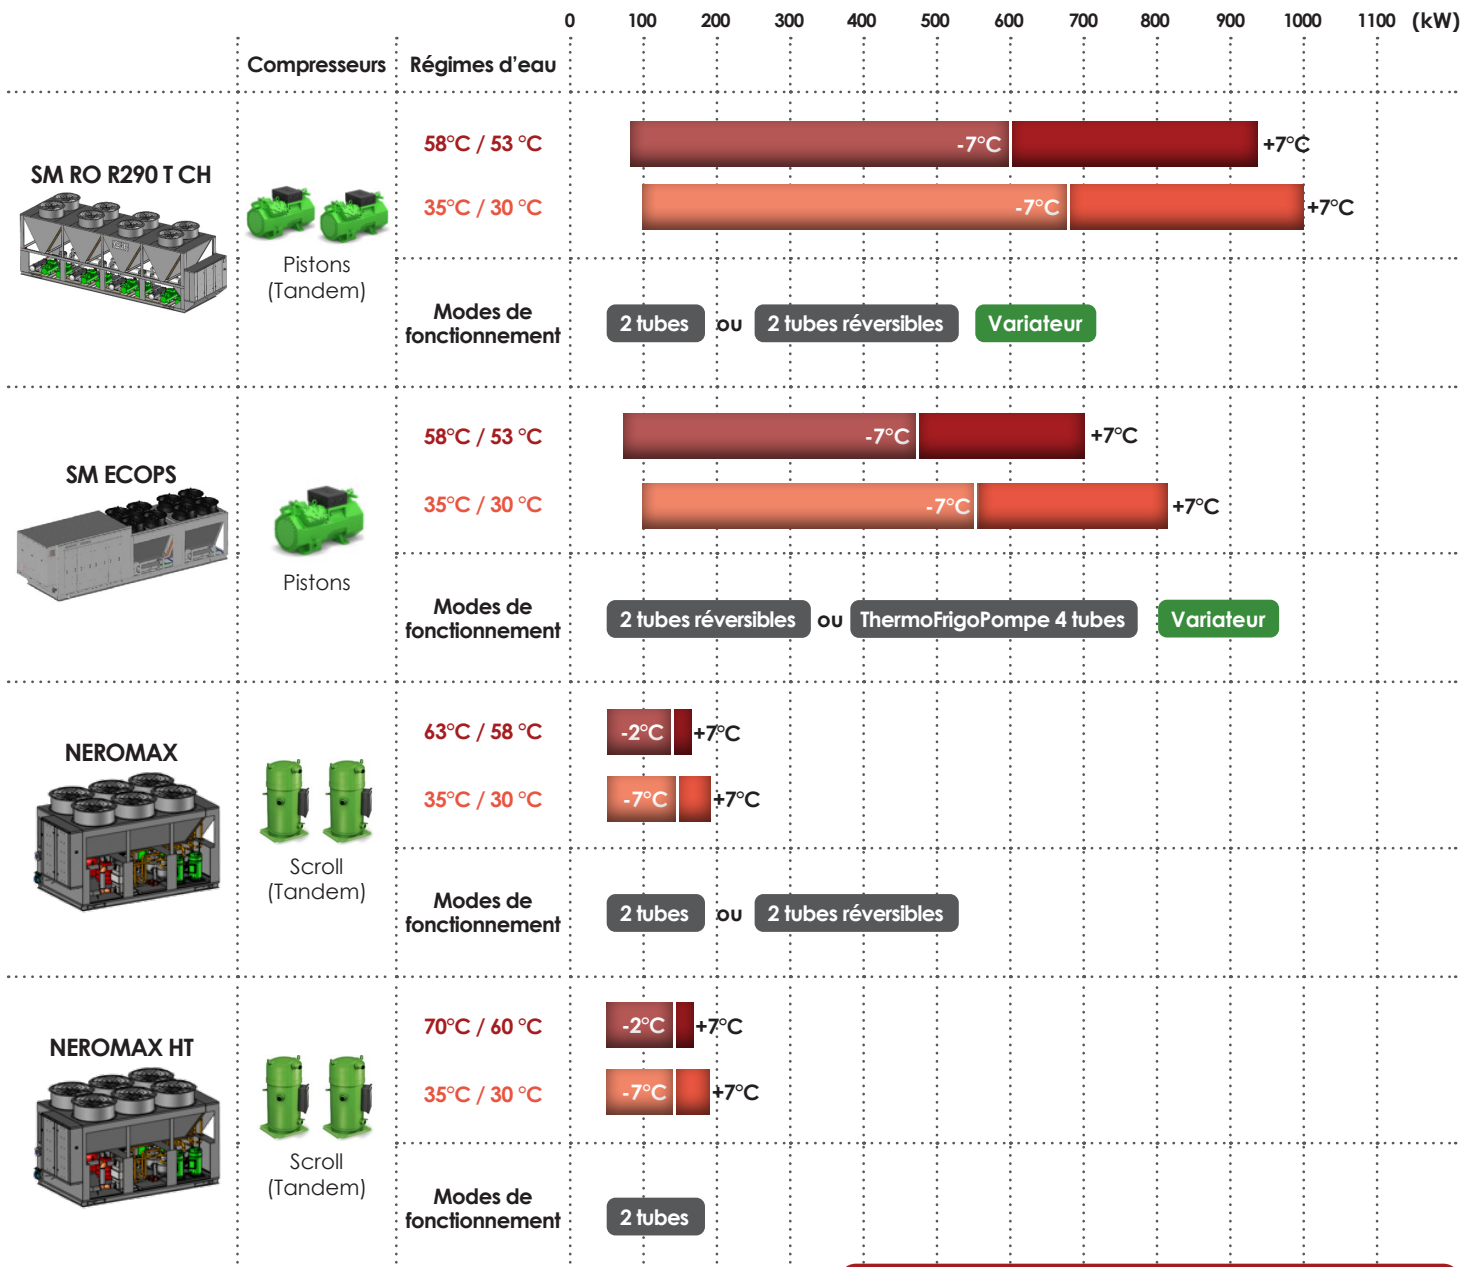 0 100 200 300 400 500 600 700 800 900 1000 1100 (kW)
Compresseurs Régimes d'eau
SM RO R290 T CH
Pistons
(Tandem)
58°C / 53 °C
-7°C +7°C
35°C / 30 °C
-7°C +7°C
Modes de
fonctionnement
2 tubes ou 2 tubes réversibles Variateur
SM ECOPS
Pistons
58°C / 53 °C
-7°C +7°C
35°C / 30 °C
-7°C +7°C
Modes de
fonctionnement
2 tubes réversibles ou ThermoFrigoPompe 4 tubes Variateur
NEROMAX
Scroll
(Tandem)
63°C / 58 °C
-2°C +7°C
35°C / 30 °C
-7°C +7°C
Modes de
fonctionnement
2 tubes ou 2 tubes réversibles
NEROMAX HT
Scroll
(Tandem)
70°C / 60 °C
-2°C +7°C
35°C / 30 °C
-7°C +7°C
Modes de
fonctionnement
2 tubes